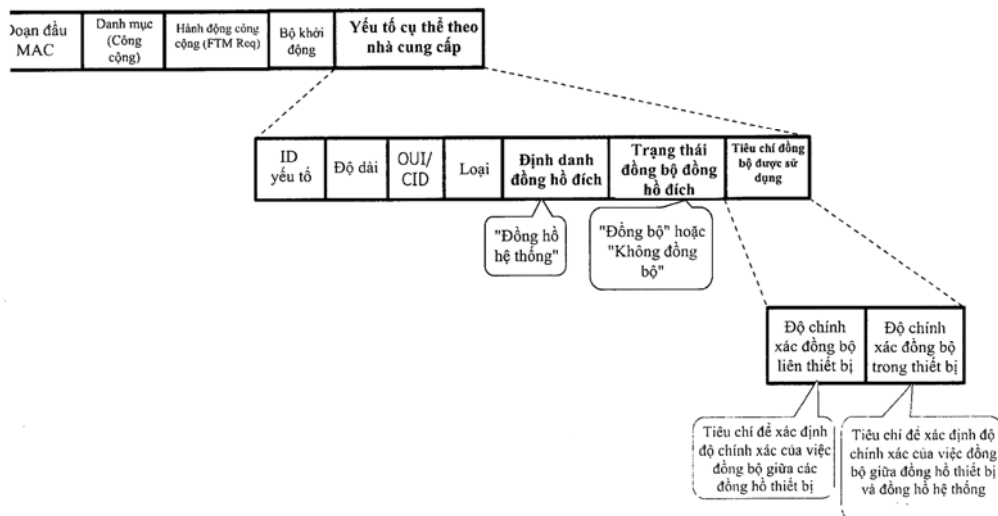 Đoạn đầu
MAC
Danh mục
(Công
cộng)
Hành động công
cộng (FTM Req)
Bộ khởi
động
Yếu tố cụ thể theo
nhà cung cấp
ID
yếu tố
Độ dài
OUI/
CID
Loại
Định danh
đồng hồ đích
Trạng thái
đồng bộ đồng
hồ đích
Tiêu chí đồng
bộ được sử
dụng
"Đồng hồ
hệ thống"
"Đồng bộ" hoặc
"Không đồng
bộ"
Độ chính
xác đồng bộ
liên thiết bị
Độ chính
xác đồng bộ
trong thiết bị
Tiêu chí để xác định
độ chính xác của việc
đồng bộ giữa các
đồng hồ thiết bị
Tiêu chí để xác định độ
chính xác của việc đồng
bộ giữa đồng hồ thiết bị
và đồng hồ hệ thống